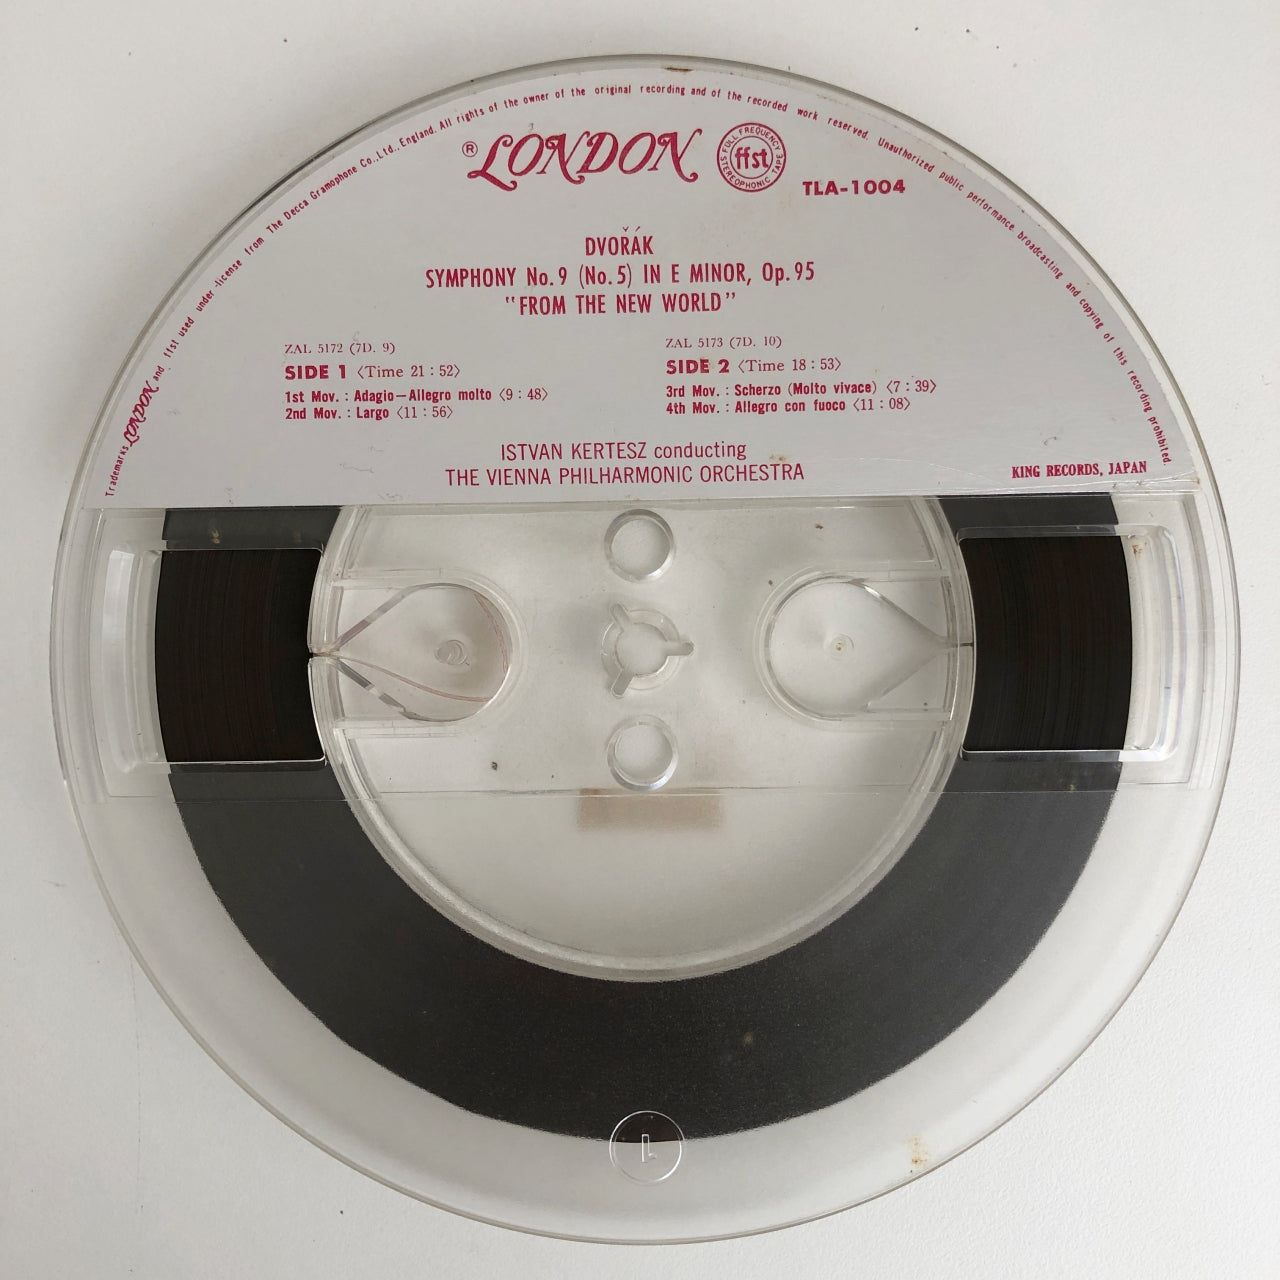 Trademarks LONDON and ffst used under license from The Decca Gramophone Co., Ltd., England. All rights of the owner of the original recording and of the recorded work reserved. Unauthorized public performance, broadcasting and copying of this recording prohibited.
® LONDON
FULL FREQUENCY STEREOPHONIC TAPE
ffst
TLA-1004
DVOŘÁK
SYMPHONY No. 9 (No. 5) IN E MINOR, Op. 95
"FROM THE NEW WORLD"
ZAL 5172 (7D. 9)
SIDE 1 〈Time 21 : 52〉
1st Mov. : Adagio—Allegro molto 〈9 : 48〉
2nd Mov. : Largo 〈11 : 56〉
ZAL 5173 (7D. 10)
SIDE 2 〈Time 18 : 53〉
3rd Mov. : Scherzo (Molto vivace) 〈7 : 39〉
4th Mov. : Allegro con fuoco 〈11 : 08〉
ISTVAN KERTESZ conducting
THE VIENNA PHILHARMONIC ORCHESTRA
KING RECORDS, JAPAN
1